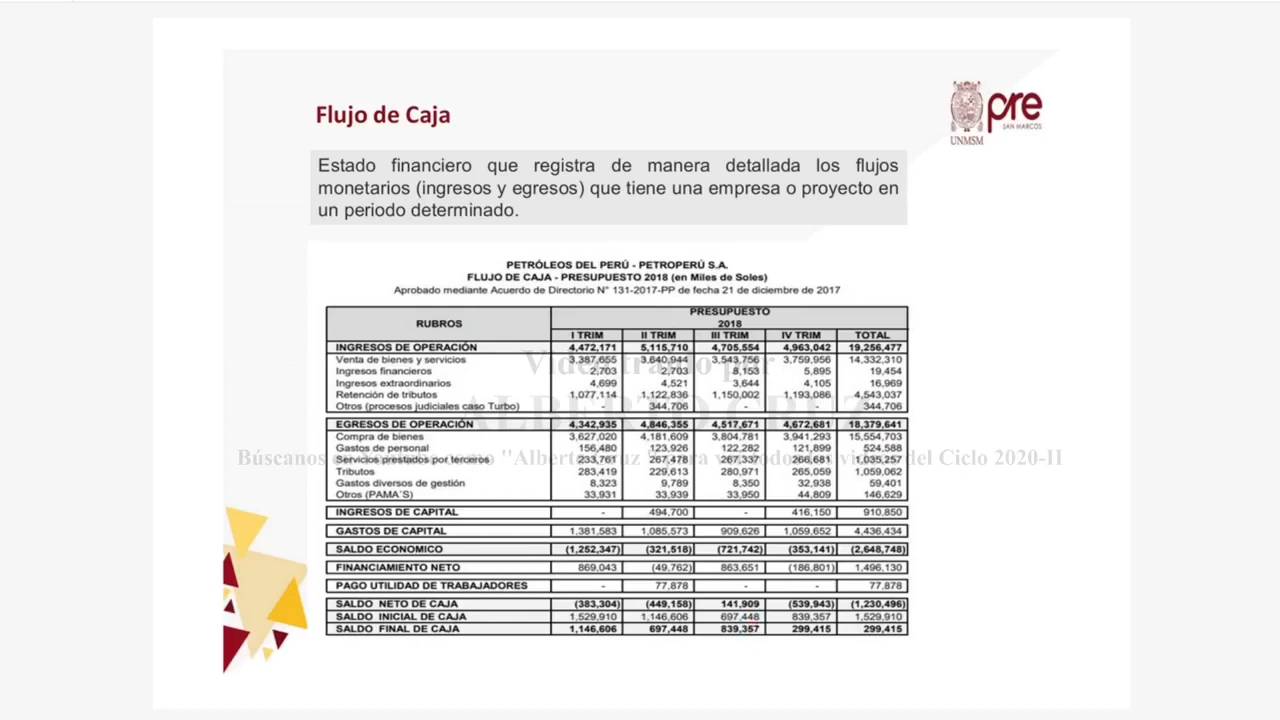 Flujo de Caja
pre
SAN MARCOS
UNMSM
Estado financiero que registra de manera detallada los flujos
monetarios (ingresos y egresos) que tiene una empresa o proyecto en
un periodo determinado.
PETRÓLEOS DEL PERÚ - PETROPERÚ S.A.
FLUJO DE CAJA - PRESUPUESTO 2018 (en Miles de Soles)
Aprobado mediante Acuerdo de Directorio N° 131-2017-PP de fecha 21 de diciembre de 2017
RUBROS PRESUPUESTO
2018
I TRIM II TRIM III TRIM IV TRIM TOTAL
INGRESOS DE OPERACIÓN 4,472,171 5,115,710 4,705,554 4,963,042 19,256,477
Venta de bienes y servicios 3,387,655 3,640,944 3,543,756 3,759,956 14,332,310
Ingresos financieros 2,703 2,703 8,153 5,895 19,454
Ingresos extraordinarios 4,699 4,521 3,644 4,105 16,969
Retención de tributos 1,077,114 1,122,836 1,150,002 1,193,086 4,543,037
Otros (procesos judiciales caso Turbo) 344,706 - - 344,706
EGRESOS DE OPERACIÓN 4,342,935 4,846,355 4,517,671 4,672,681 18,379,641
Compra de bienes 3,627,020 4,181,609 3,804,781 3,941,293 15,554,703
Gastos de personal 156,480 123,926 122,282 121,899 524,588
Servicios prestados por terceros 233,761 267,478 267,337 266,681 1,035,257
Tributos 283,419 229,613 280,971 265,059 1,059,062
Gastos diversos de gestión 8,323 9,789 8,350 32,938 59,401
Otros (PAMA´S) 33,931 33,939 33,950 44,809 146,629
INGRESOS DE CAPITAL - 494,700 - 416,150 910,850
GASTOS DE CAPITAL 1,381,583 1,085,573 909,626 1,059,652 4,436,434
SALDO ECONOMICO (1,252,347) (321,518) (721,742) (353,141) (2,648,748)
FINANCIAMIENTO NETO 869,043 (49,762) 863,651 (186,801) 1,496,130
PAGO UTILIDAD DE TRABAJADORES - 77,878 - - 77,878
SALDO NETO DE CAJA (383,304) (449,158) 141,909 (539,943) (1,230,496)
SALDO INICIAL DE CAJA 1,529,910 1,146,606 697,448 839,357 1,529,910
SALDO FINAL DE CAJA 1,146,606 697,448 839,357 299,415 299,415
por
ALBERTO CRUZ
Búscanos "Alberto Cruz del Ciclo 2020-II